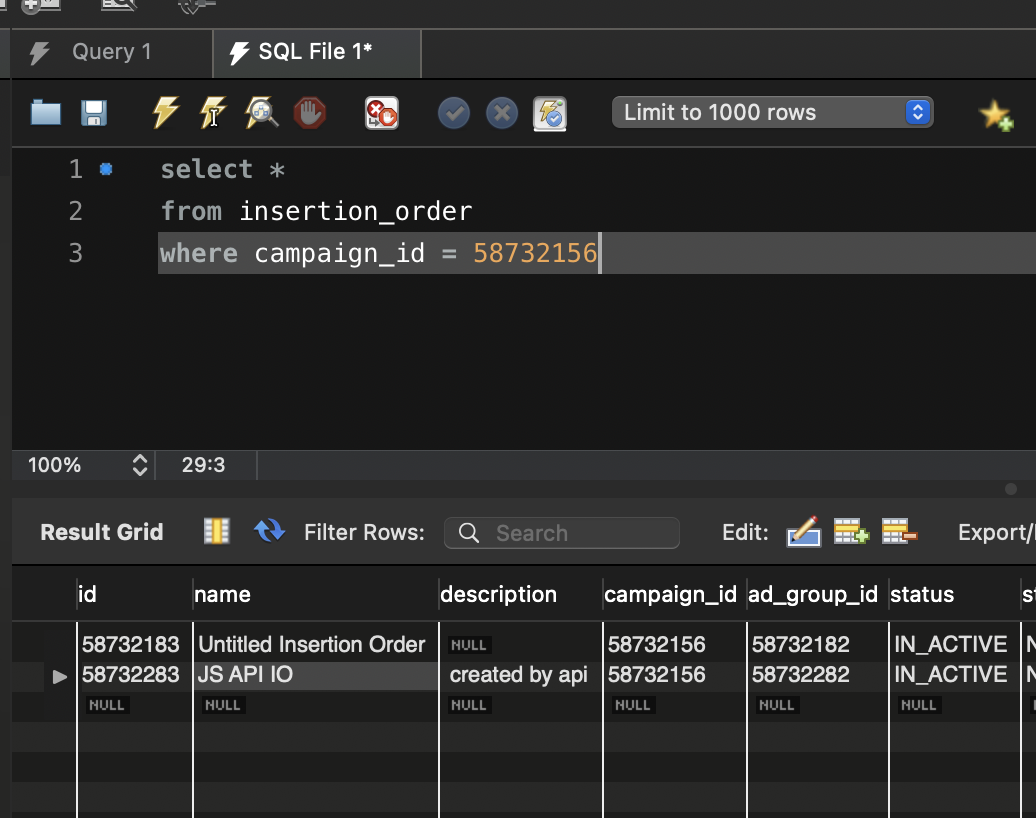 Query 1
SQL File 1*
Limit to 1000 rows
1 select *
2 from insertion_order
3 where campaign_id = 58732156
100% 29:3
Result Grid Filter Rows: Search Edit: Export/
id name description campaign_id ad_group_id status st
58732183 Untitled Insertion Order NULL 58732156 58732182 IN_ACTIVE N
58732283 JS API IO created by api 58732156 58732282 IN_ACTIVE N
NULL NULL NULL NULL NULL NULL